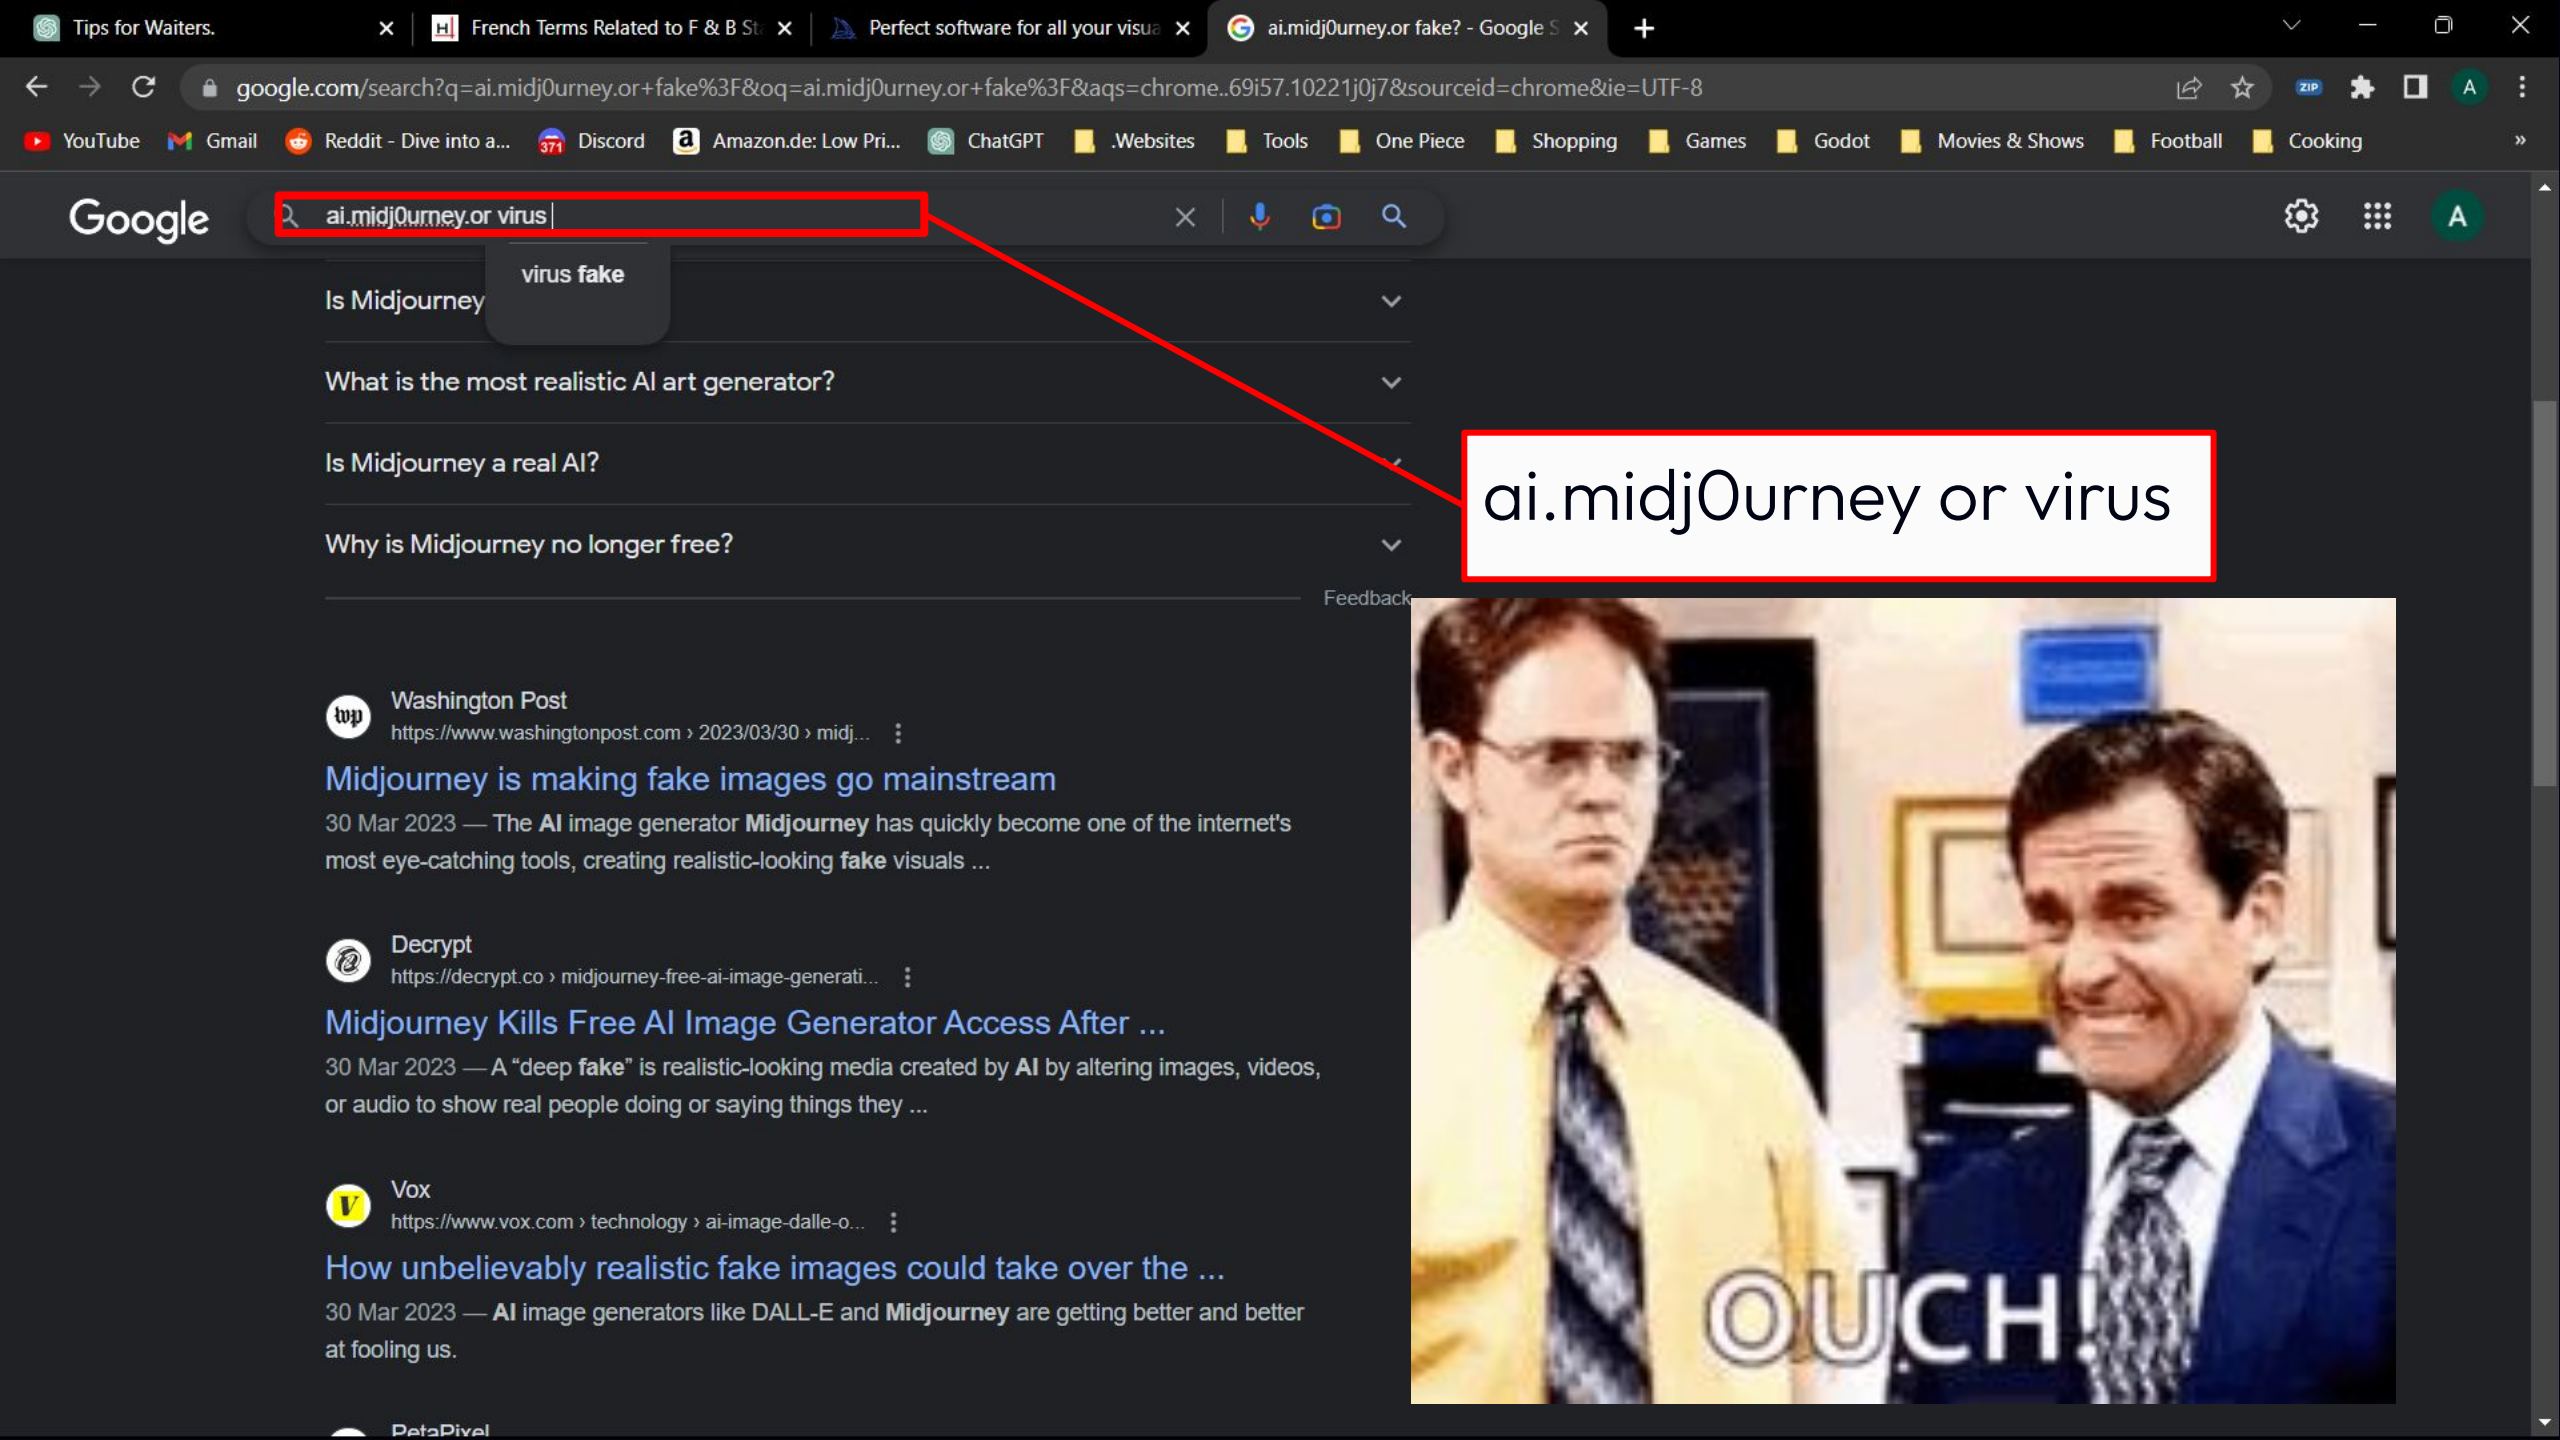 Tips for Waiters.
French Terms Related to F & B St
Perfect software for all your visua
ai.midj0urney.or fake? - Google S
google.com/search?q=ai.midj0urney.or+fake%3F&oq=ai.midj0urney.or+fake%3F&aqs=chrome..69i57.10221j0j7&sourceid=chrome&ie=UTF-8
ZIP
A
YouTube
Gmail
Reddit - Dive into a...
371
Discord
Amazon.de: Low Pri...
ChatGPT
.Websites
Tools
One Piece
Shopping
Games
Godot
Movies & Shows
Football
Cooking
»
Google
ai.midj0urney.or virus
A
virus fake
Is Midjourney
What is the most realistic AI art generator?
Is Midjourney a real AI?
ai.midj0urney or virus
Why is Midjourney no longer free?
Feedback
Washington Post
https://www.washingtonpost.com › 2023/03/30 › midj...
Midjourney is making fake images go mainstream
30 Mar 2023 — The AI image generator Midjourney has quickly become one of the internet's
most eye-catching tools, creating realistic-looking fake visuals ...
Decrypt
https://decrypt.co › midjourney-free-ai-image-generati...
Midjourney Kills Free AI Image Generator Access After ...
30 Mar 2023 — A “deep fake” is realistic-looking media created by AI by altering images, videos,
or audio to show real people doing or saying things they ...
Vox
https://www.vox.com › technology › ai-image-dalle-o...
How unbelievably realistic fake images could take over the ...
30 Mar 2023 — AI image generators like DALL-E and Midjourney are getting better and better
at fooling us.
OUCH!
PetaPixel